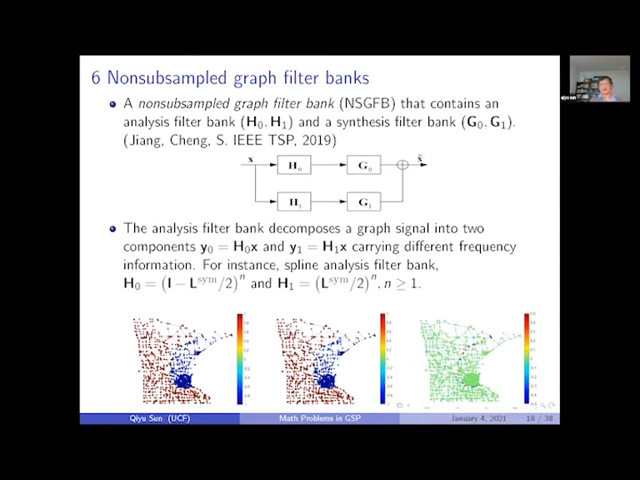 6 Nonsubsampled graph filter banks
A nonsubsampled graph filter bank (NSGFB) that contains an
analysis filter bank (H₀, H₁) and a synthesis filter bank (G₀, G₁).
(Jiang, Cheng, S. IEEE TSP, 2019)
x H₀ G₀ x̃
H₁ G₁
The analysis filter bank decomposes a graph signal into two
components y₀ = H₀x and y₁ = H₁x carrying different frequency
information. For instance, spline analysis filter bank,
H₀ = (I − Lˢʸᵐ/2)ⁿ and H₁ = (Lˢʸᵐ/2)ⁿ, n ≥ 1.
Qiyu Sun (UCF) Math Problems in GSP January 4, 2021 18 / 38
qiyu sun